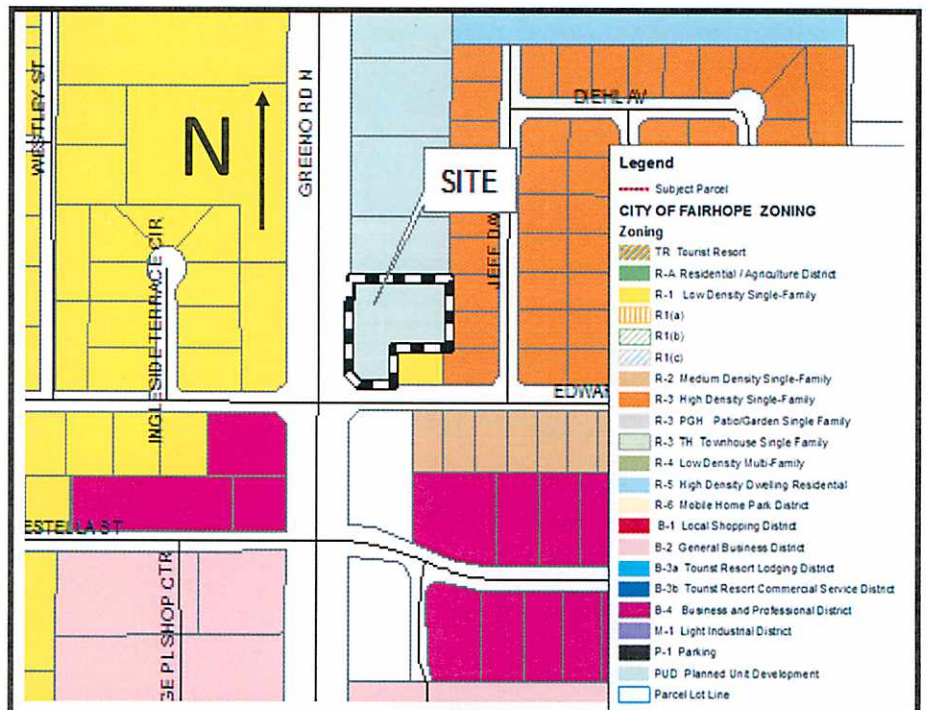 WESTLEY ST
N
GREENO RD N
SITE
DIEHL AV
INGLESIDE TERRACE CIR
JEFF DAV
EDWA
ESTELLA ST
GE PL SHOP CTR
Legend
Subject Parcel
CITY OF FAIRHOPE ZONING
Zoning
TR Tourist Resort
R-A Residential / Agriculture District
R-1 Low Density Single-Family
R1(a)
R1(b)
R1(c)
R-2 Medium Density Single-Family
R-3 High Density Single-Family
R-3 PGH Patio/Garden Single Family
R-3 TH Townhouse Single Family
R-4 Low Density Multi-Family
R-5 High Density Dwelling Residential
R-6 Mobile Home Park District
B-1 Local Shopping District
B-2 General Business District
B-3a Tourist Resort Lodging District
B-3b Tourist Resort Commercial Service District
B-4 Business and Professional District
M-1 Light Industrial District
P-1 Parking
PUD Planned Unit Development
Parcel Lot Line